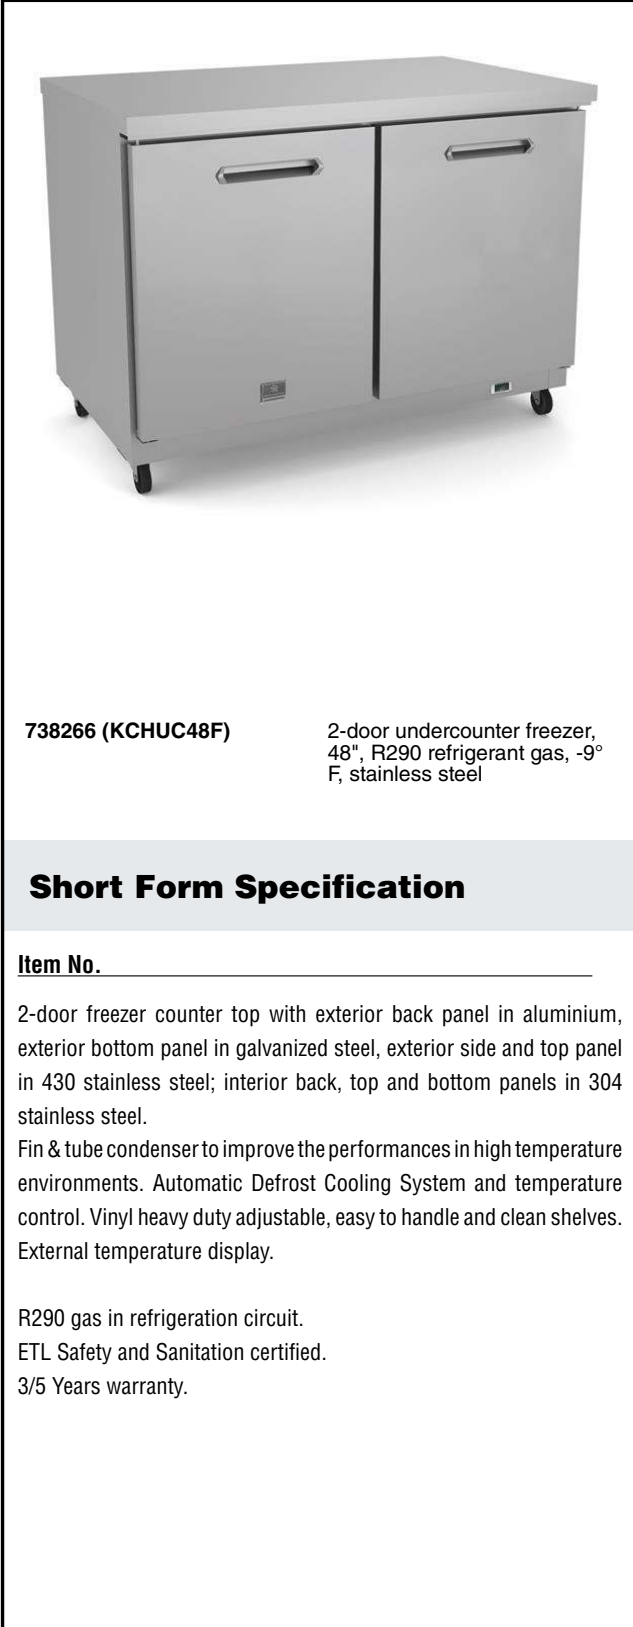 738266 (KCHUC48F)
2-door undercounter freezer,
48", R290 refrigerant gas, -9°
F, stainless steel
Short Form Specification
Item No.
2-door freezer counter top with exterior back panel in aluminium,
exterior bottom panel in galvanized steel, exterior side and top panel
in 430 stainless steel; interior back, top and bottom panels in 304
stainless steel.
Fin & tube condenser to improve the performances in high temperature
environments. Automatic Defrost Cooling System and temperature
control. Vinyl heavy duty adjustable, easy to handle and clean shelves.
External temperature display.
R290 gas in refrigeration circuit.
ETL Safety and Sanitation certified.
3/5 Years warranty.